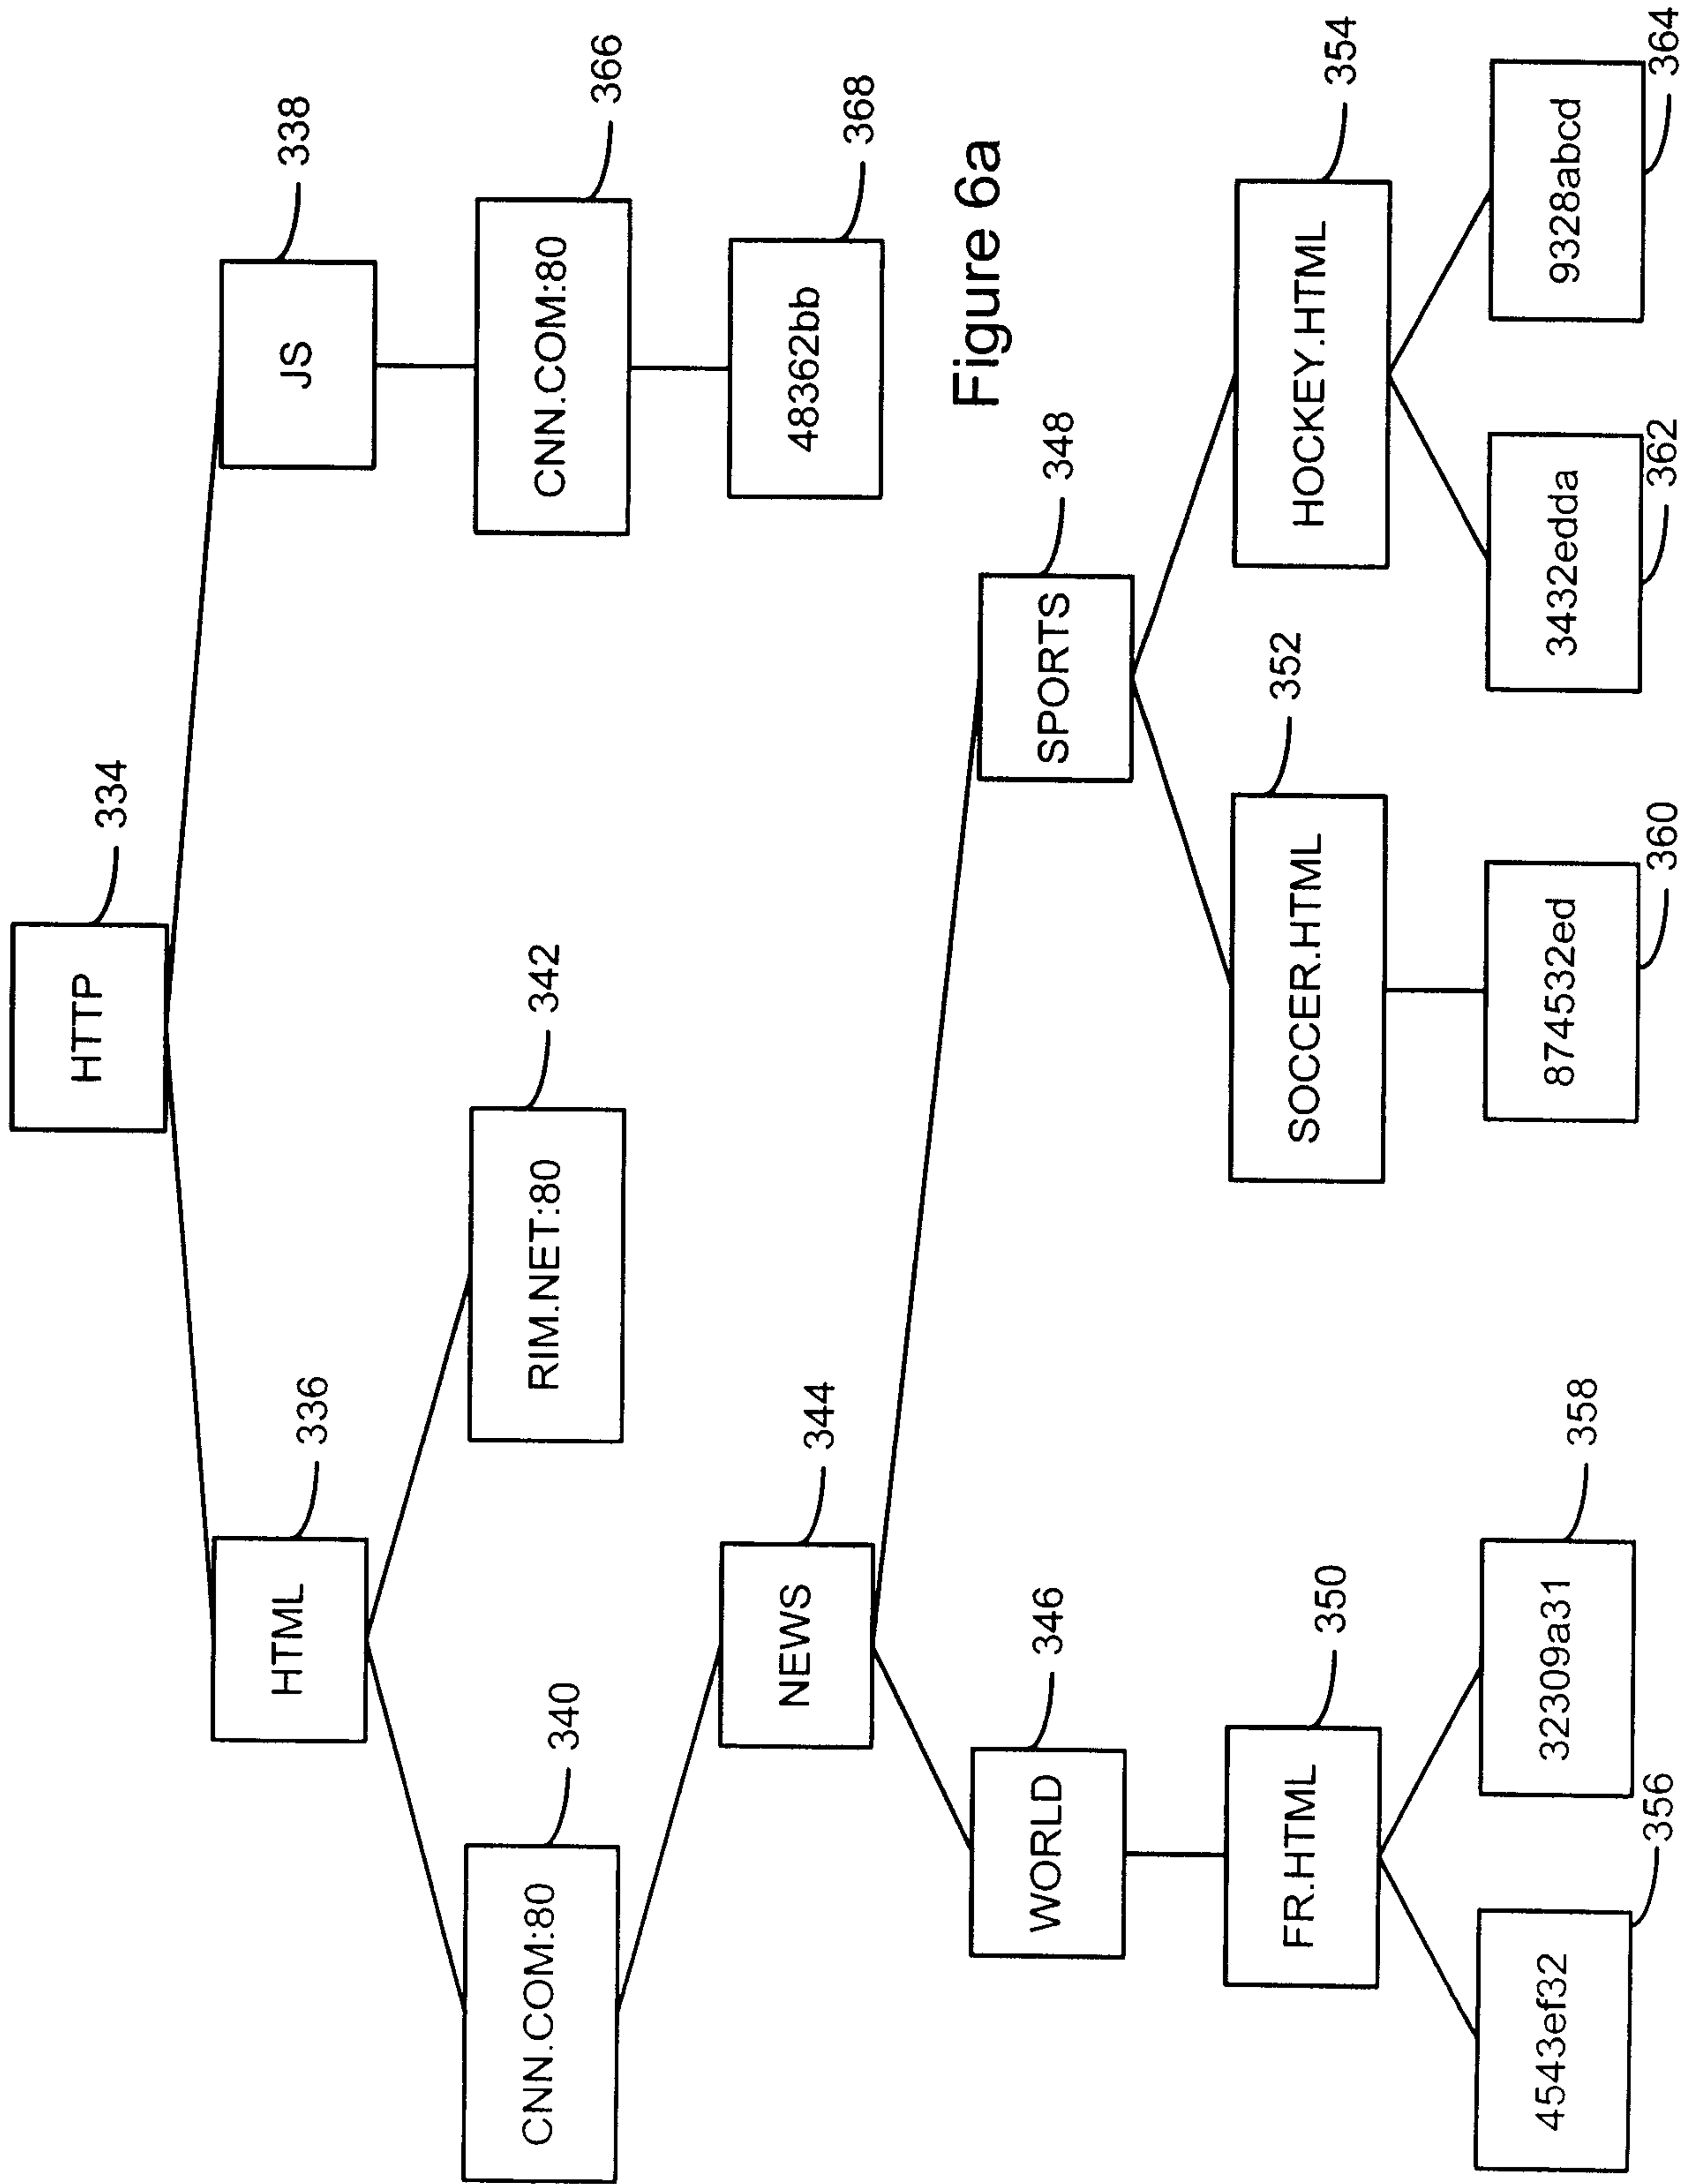 HTTP
334
HTML
336
JS
338
CNN.COM:80
340
RIM.NET:80
342
CNN.COM:80
366
NEWS
344
48362bb
368
WORLD
346
SPORTS
348
Figure 6a
FR.HTML
350
SOCCER.HTML
352
HOCKEY.HTML
354
4543ef32
356
32309a31
358
874532ed
360
3432edda
362
9328abcd
364